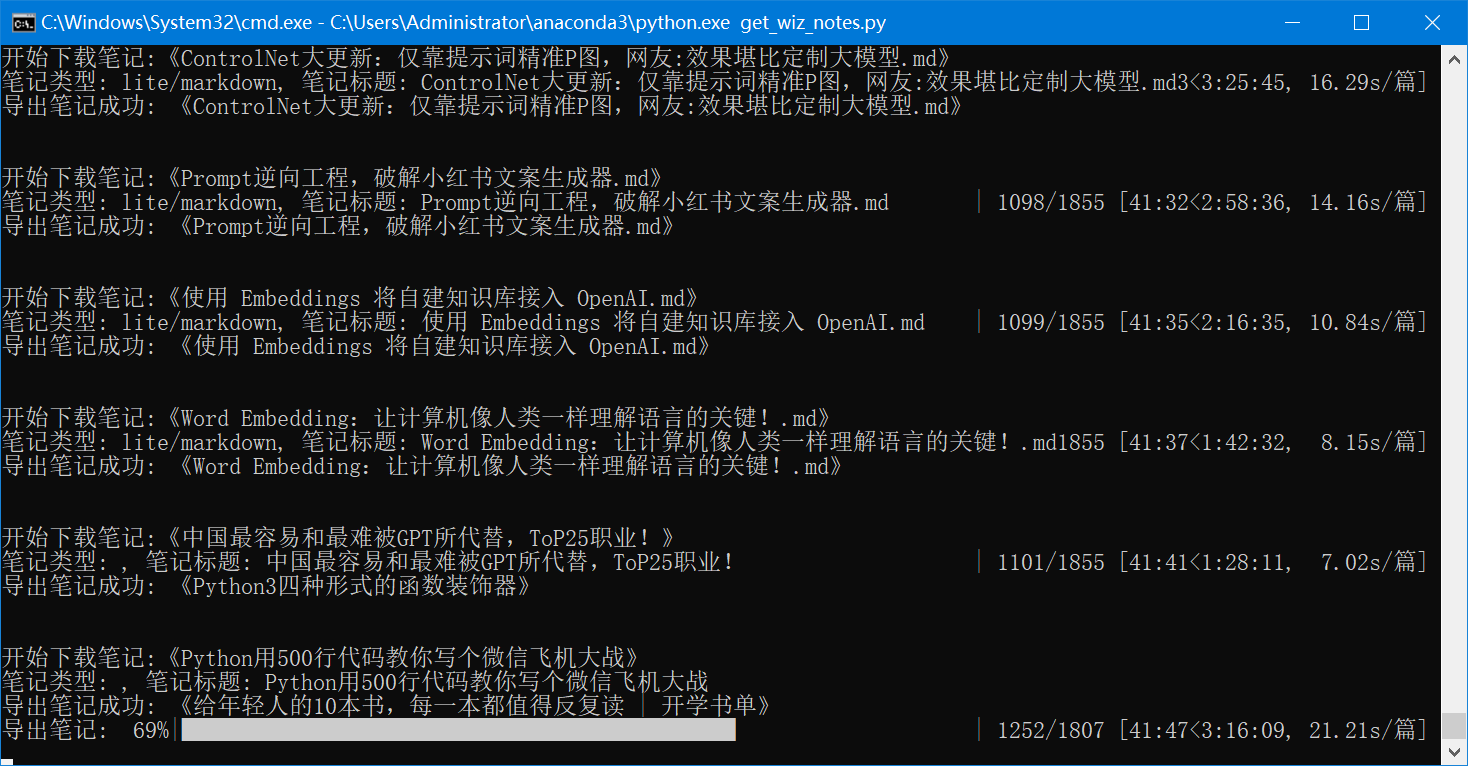 C:\Windows\System32\cmd.exe - C:\Users\Administrator\anaconda3\python.exe  get_wiz_notes.py
开始下载笔记:《ControlNet大更新：仅靠提示词精准P图，网友:效果堪比定制大模型.md》
笔记类型: lite/markdown, 笔记标题: ControlNet大更新：仅靠提示词精准P图，网友:效果堪比定制大模型.md3<3:25:45, 16.29s/篇]
导出笔记成功: 《ControlNet大更新：仅靠提示词精准P图，网友:效果堪比定制大模型.md》
开始下载笔记:《Prompt逆向工程，破解小红书文案生成器.md》
笔记类型: lite/markdown, 笔记标题: Prompt逆向工程，破解小红书文案生成器.md | 1098/1855 [41:32<2:58:36, 14.16s/篇]
导出笔记成功: 《Prompt逆向工程，破解小红书文案生成器.md》
开始下载笔记:《使用 Embeddings 将自建知识库接入 OpenAI.md》
笔记类型: lite/markdown, 笔记标题: 使用 Embeddings 将自建知识库接入 OpenAI.md | 1099/1855 [41:35<2:16:35, 10.84s/篇]
导出笔记成功: 《使用 Embeddings 将自建知识库接入 OpenAI.md》
开始下载笔记:《Word Embedding：让计算机像人类一样理解语言的关键！.md》
笔记类型: lite/markdown, 笔记标题: Word Embedding：让计算机像人类一样理解语言的关键！.md1855 [41:37<1:42:32, 8.15s/篇]
导出笔记成功: 《Word Embedding：让计算机像人类一样理解语言的关键！.md》
开始下载笔记:《中国最容易和最难被GPT所代替，ToP25职业！》
笔记类型: , 笔记标题: 中国最容易和最难被GPT所代替，ToP25职业！ | 1101/1855 [41:41<1:28:11, 7.02s/篇]
导出笔记成功: 《Python3四种形式的函数装饰器》
开始下载笔记:《Python用500行代码教你写个微信飞机大战》
笔记类型: , 笔记标题: Python用500行代码教你写个微信飞机大战
导出笔记成功: 《给年轻人的10本书，每一本都值得反复读 | 开学书单》
导出笔记: 69%| | 1252/1807 [41:47<3:16:09, 21.21s/篇]